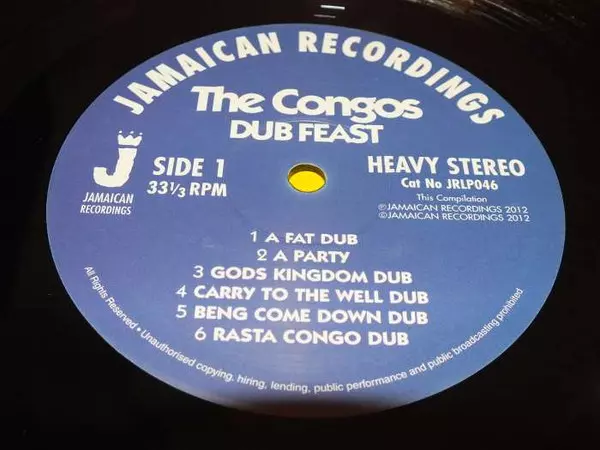 JAMAICAN RECORDINGS
The Congos
DUB FEAST
J
JAMAICAN
RECORDINGS
SIDE 1
33 1/3 RPM
HEAVY STEREO
Cat No JRLP046
This Compilation
ⓅJAMAICAN RECORDINGS 2012
©JAMAICAN RECORDINGS 2012
1 A FAT DUB
2 A PARTY
3 GODS KINGDOM DUB
4 CARRY TO THE WELL DUB
5 BENG COME DOWN DUB
6 RASTA CONGO DUB
All Rights Reserved • Unauthorised copying, hiring, lending, public performance and public broadcasting prohibited